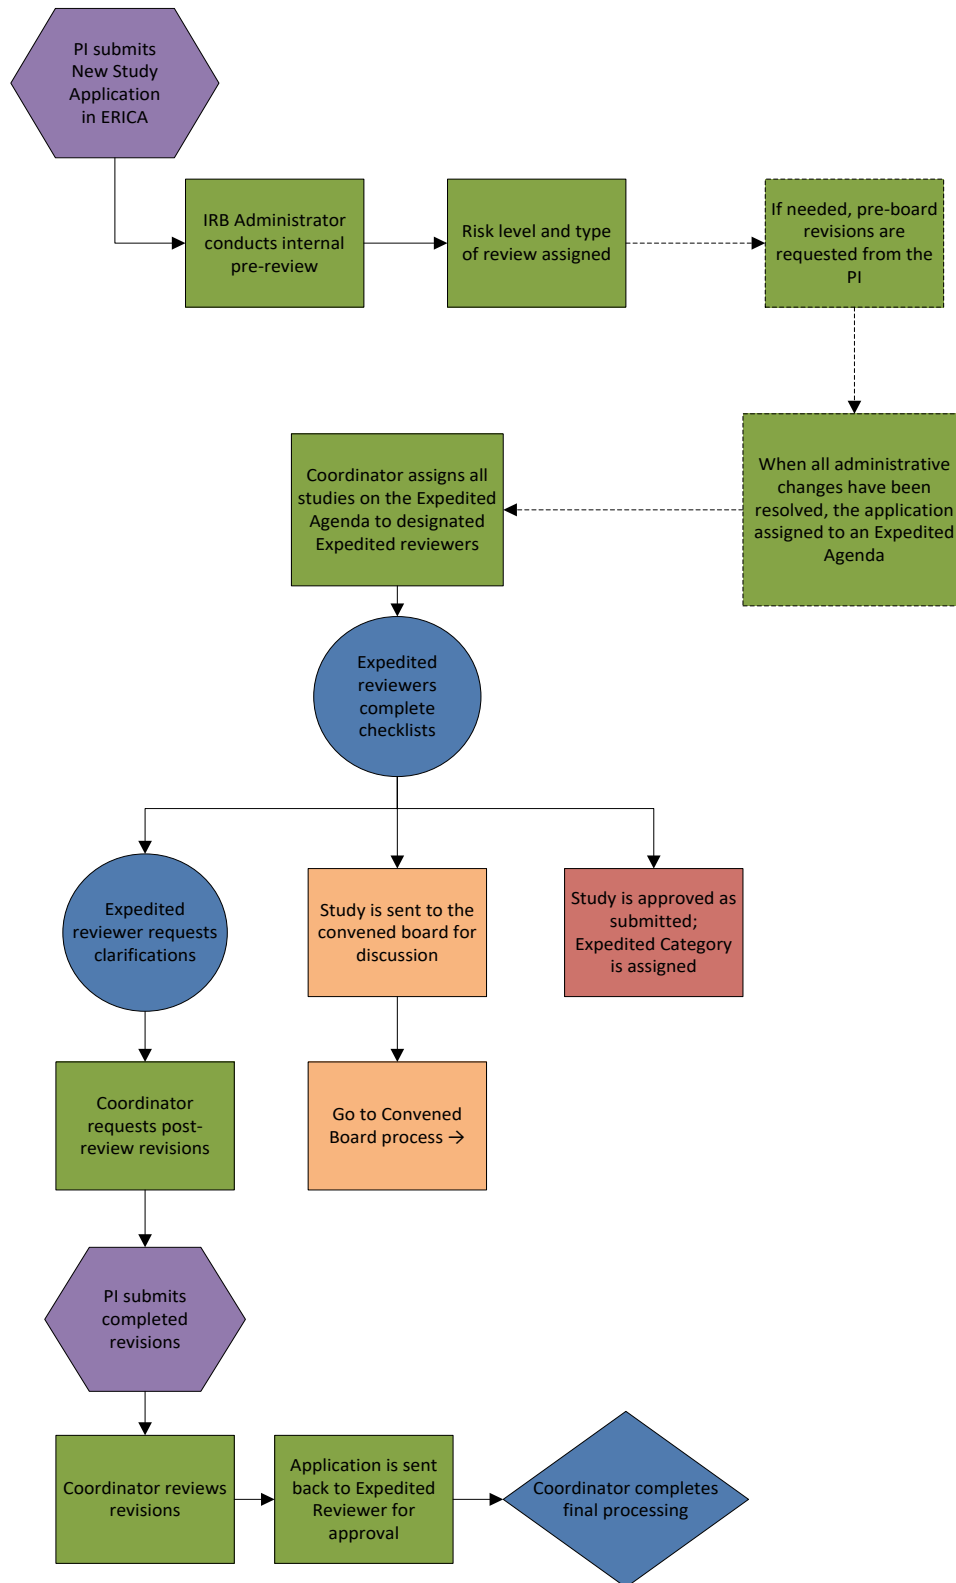 PI submits
New Study
Application
in ERICA
IRB Administrator
conducts internal
pre-review
Risk level and type
of review assigned
If needed, pre-board
revisions are
requested from the
PI
When all administrative
changes have been
resolved, the application
assigned to an Expedited
Agenda
Coordinator assigns all
studies on the Expedited
Agenda to designated
Expedited reviewers
Expedited
reviewers
complete
checklists
Expedited
reviewer requests
clarifications
Study is sent to the
convened board for
discussion
Study is approved as
submitted;
Expedited Category
is assigned
Coordinator
requests post-
review revisions
Go to Convened
Board process →
PI submits
completed
revisions
Coordinator reviews
revisions
Application is sent
back to Expedited
Reviewer for
approval
Coordinator completes
final processing